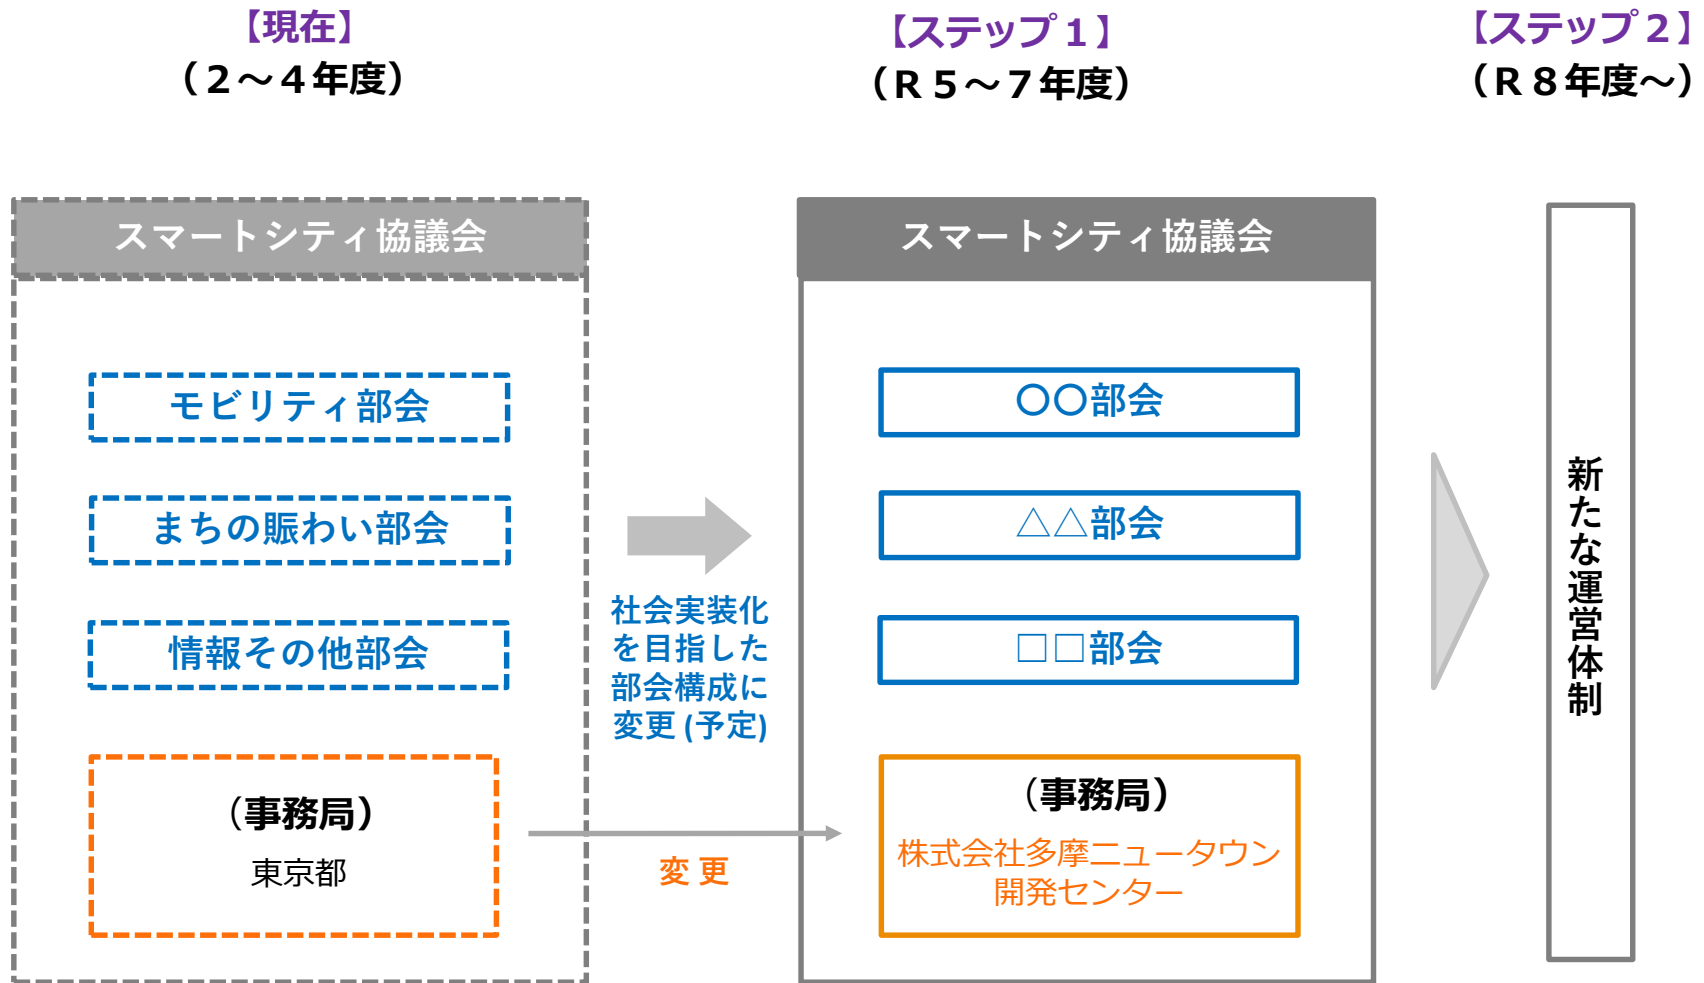 【現在】
（２～４年度）
【ステップ１】
（Ｒ５～７年度）
【ステップ２】
（Ｒ８年度～）
スマートシティ協議会
モビリティ部会
まちの賑わい部会
情報その他部会
（事務局）
東京都
社会実装化
を目指した
部会構成に
変更(予定)
変 更
スマートシティ協議会
〇〇部会
△△部会
□□部会
（事務局）
株式会社多摩ニュータウン
開発センター
新たな運営体制